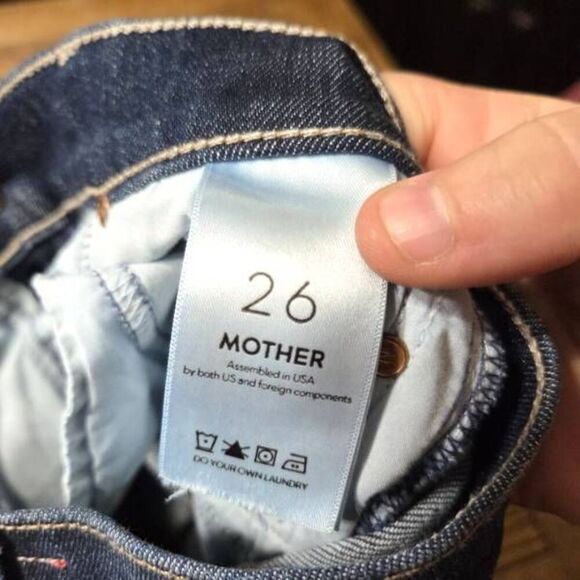 26
MOTHER
Assembled in USA
by both US and foreign components
DO YOUR OWN LAUNDRY